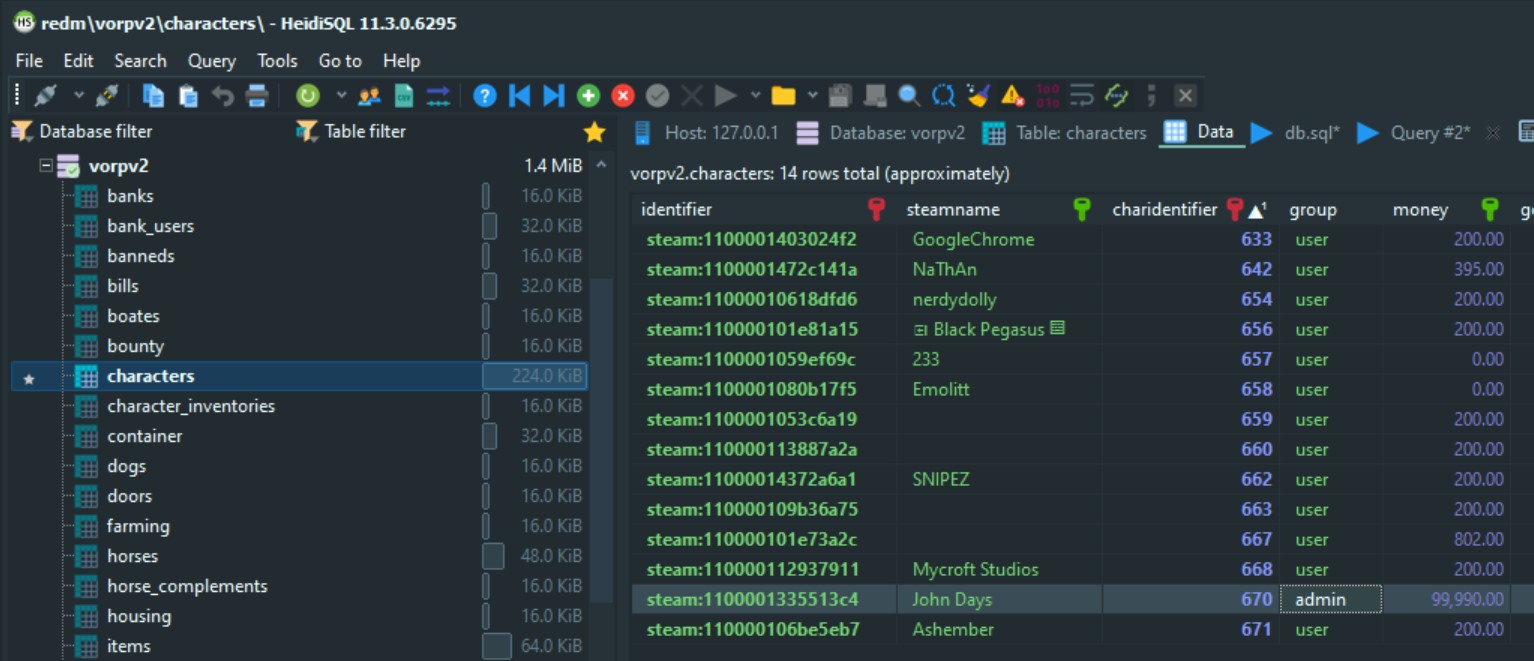 redm\vorpv2\characters\ - HeidiSQL 11.3.0.6295
File Edit Search Query Tools Go to Help
Database filter Table filter
vorpv2 1.4 MiB
banks 16.0 KiB
bank_users 32.0 KiB
banneds 16.0 KiB
bills 32.0 KiB
boates 16.0 KiB
bounty 16.0 KiB
characters 224.0 KiB
character_inventories 16.0 KiB
container 32.0 KiB
dogs 16.0 KiB
doors 16.0 KiB
farming 16.0 KiB
horses 48.0 KiB
horse_complements 16.0 KiB
housing 16.0 KiB
items 64.0 KiB
Host: 127.0.0.1 Database: vorpv2 Table: characters Data db.sql* Query #2*
vorpv2.characters: 14 rows total (approximately)
identifier steamname charidentifier 1 group money
steam:1100001403024f2 GoogleChrome 633 user 200.00
steam:1100001472c141a NaThAn 642 user 395.00
steam:11000010618dfd6 nerdydolly 654 user 200.00
steam:110000101e81a15 Black Pegasus 656 user 200.00
steam:1100001059ef69c 233 657 user 0.00
steam:1100001080b17f5 Emolitt 658 user 0.00
steam:1100001053c6a19 659 user 200.00
steam:110000113887a2a 660 user 200.00
steam:11000014372a6a1 SNIPEZ 662 user 200.00
steam:110000109b36a75 663 user 200.00
steam:110000101e73a2c 667 user 802.00
steam:110000112937911 Mycroft Studios 668 user 200.00
steam:1100001335513c4 John Days 670 admin 99,990.00
steam:110000106be5eb7 Ashember 671 user 200.00